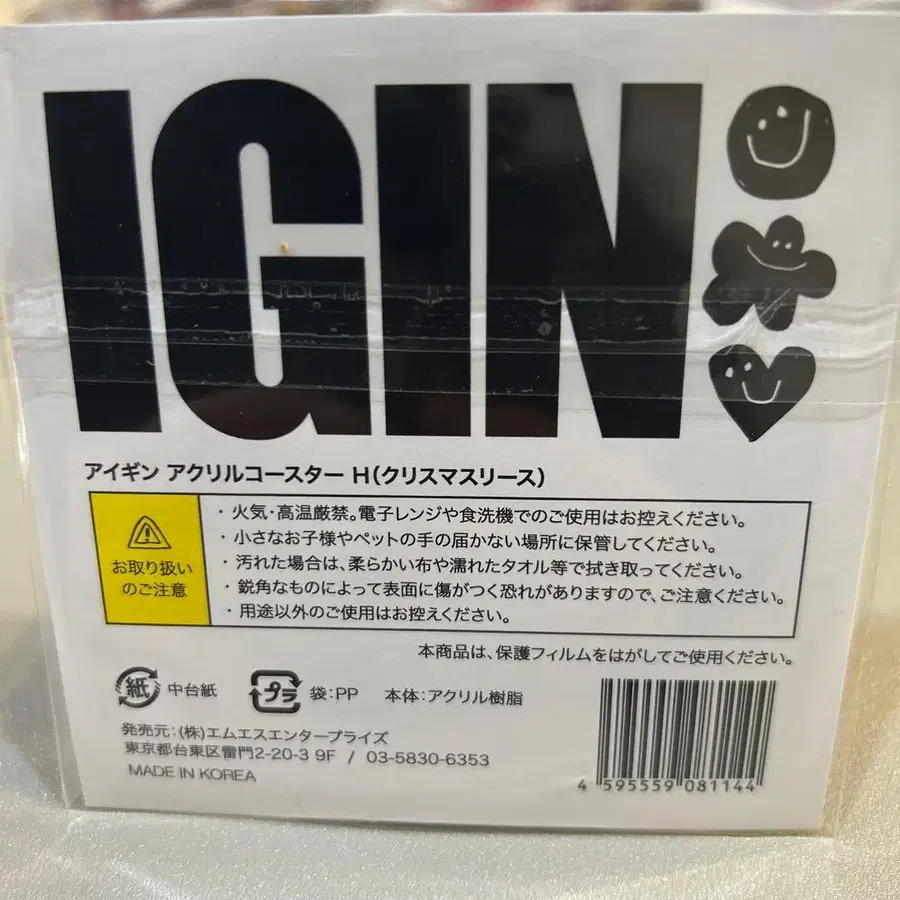 IGIN
アイギン アクリルコースター H(クリスマスリース)
お取り扱い
のご注意
・火気・高温厳禁。電子レンジや食洗機でのご使用はお控えください。
・小さなお子様やペットの手の届かない場所に保管してください。
・汚れた場合は、柔らかい布や濡れたタオル等で拭き取ってください。
・鋭角なものによって表面に傷がつく恐れがありますので、ご注意ください。
・用途以外のご使用はお控えください。
本商品は、保護フィルムをはがしてご使用ください。
紙 中台紙 プラ 袋:PP 本体:アクリル樹脂
発売元:(株)エムエスエンタープライズ
東京都台東区雷門2-20-3 9F / 03-5830-6353
MADE IN KOREA
4 595559 081144